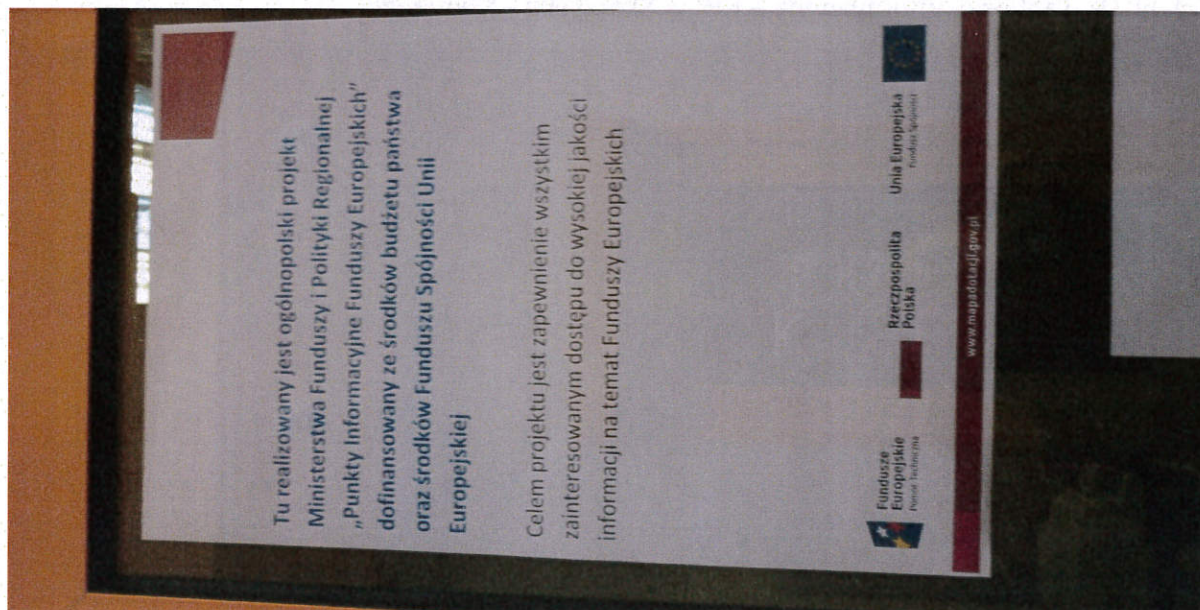 Tu realizowany jest ogólnopolski projekt
Ministerstwa Funduszy i Polityki Regionalnej
„Punkty Informacyjne Funduszy Europejskich”
dofinansowany ze środków budżetu państwa
oraz środków Funduszu Spójności Unii
Europejskiej
Celem projektu jest zapewnienie wszystkim
zainteresowanym dostępu do wysokiej jakości
informacji na temat Funduszy Europejskich
Fundusze
Europejskie
Pomoc Techniczna
Rzeczpospolita
Polska
Unia Europejska
Fundusz Spójności
www.mapadotacji.gov.pl